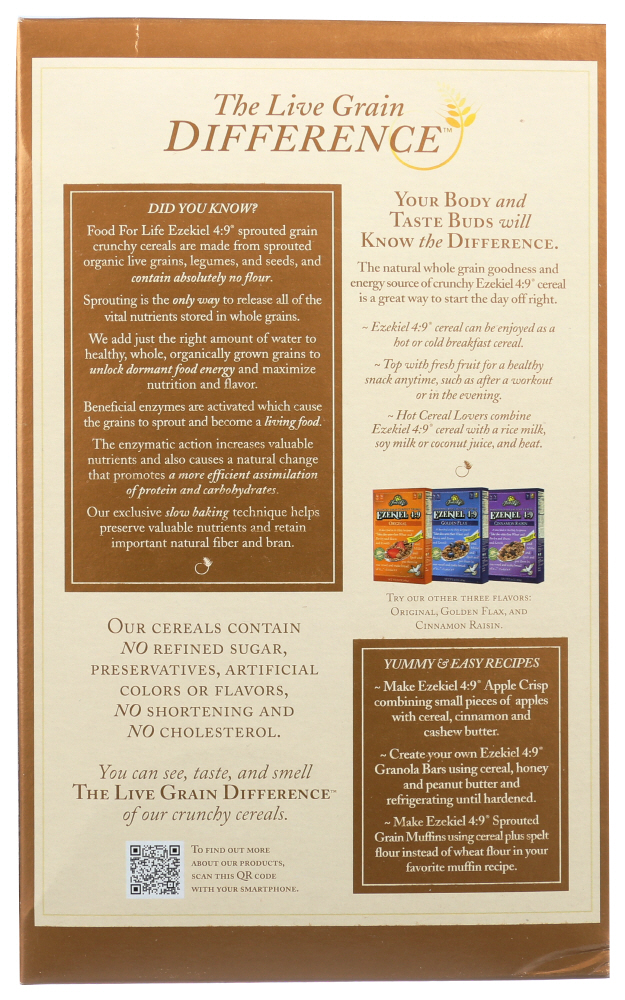 The Live Grain
DIFFERENCE™
DID YOU KNOW?
Food For Life Ezekiel 4:9® sprouted grain
crunchy cereals are made from sprouted
organic live grains, legumes, and seeds, and
contain absolutely no flour.
Sprouting is the only way to release all of the
vital nutrients stored in whole grains.
We add just the right amount of water to
healthy, whole, organically grown grains to
unlock dormant food energy and maximize
nutrition and flavor.
Beneficial enzymes are activated which cause
the grains to sprout and become a living food.
The enzymatic action increases valuable
nutrients and also causes a natural change
that promotes a more efficient assimilation
of protein and carbohydrates.
Our exclusive slow baking technique helps
preserve valuable nutrients and retain
important natural fiber and bran.
OUR CEREALS CONTAIN
NO REFINED SUGAR,
PRESERVATIVES, ARTIFICIAL
COLORS OR FLAVORS,
NO SHORTENING AND
NO CHOLESTEROL.
You can see, taste, and smell
THE LIVE GRAIN DIFFERENCE™
of our crunchy cereals.
TO FIND OUT MORE
ABOUT OUR PRODUCTS,
SCAN THIS QR CODE
WITH YOUR SMARTPHONE.
YOUR BODY and
TASTE BUDS will
KNOW the DIFFERENCE.
The natural whole grain goodness and
energy source of crunchy Ezekiel 4:9® cereal
is a great way to start the day off right.
~ Ezekiel 4:9® cereal can be enjoyed as a
hot or cold breakfast cereal.
~ Top with fresh fruit for a healthy
snack anytime, such as after a workout
or in the evening.
~ Hot Cereal Lovers combine
Ezekiel 4:9® cereal with a rice milk,
soy milk or coconut juice, and heat.
EZEKIEL 4:9
ORIGINAL
EZEKIEL 4:9
GOLDEN FLAX
EZEKIEL 4:9
CINNAMON RAISIN
TRY OUR OTHER THREE FLAVORS:
ORIGINAL, GOLDEN FLAX, AND
CINNAMON RAISIN.
YUMMY & EASY RECIPES
~ Make Ezekiel 4:9® Apple Crisp
combining small pieces of apples
with cereal, cinnamon and
cashew butter.
~ Create your own Ezekiel 4:9®
Granola Bars using cereal, honey
and peanut butter and
refrigerating until hardened.
~ Make Ezekiel 4:9® Sprouted
Grain Muffins using cereal plus spelt
flour instead of wheat flour in your
favorite muffin recipe.